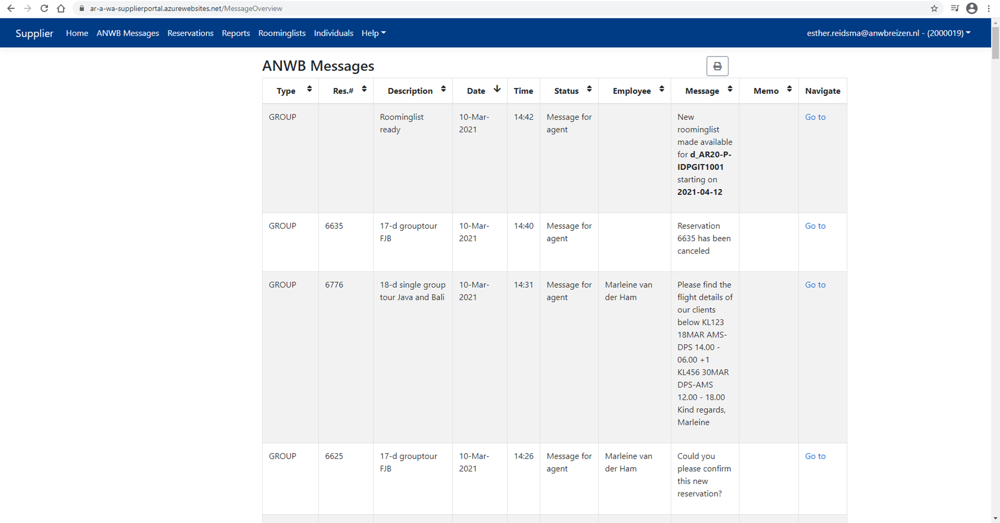 ar-a-wa-supplierportal.azurewebsites.net/MessageOverview
Supplier Home ANWB Messages Reservations Reports Roominglists Individuals Help esther.reidsma@anwbreizen.nl - (2000019)
ANWB Messages
Type Res.# Description Date Time Status Employee Message Memo Navigate
GROUP Roominglist 10-Mar- 14:42 Message for New Go to
ready 2021 agent roominglist
made available
for d_AR20-P-
IDPGIT1001
starting on
2021-04-12
GROUP 6635 17-d grouptour 10-Mar- 14:40 Message for Reservation Go to
FJB 2021 agent 6635 has been
canceled
GROUP 6776 18-d single group 10-Mar- 14:31 Message for Marleine van Please find the Go to
tour Java and Bali 2021 agent der Ham flight details of
our clients
below KL123
18MAR AMS-
DPS 14.00 -
06.00 +1
KL456 30MAR
DPS-AMS
12.00 - 18.00
Kind regards,
Marleine
GROUP 6625 17-d grouptour 10-Mar- 14:26 Message for Marleine van Could you Go to
FJB 2021 agent der Ham please confirm
this new
reservation?